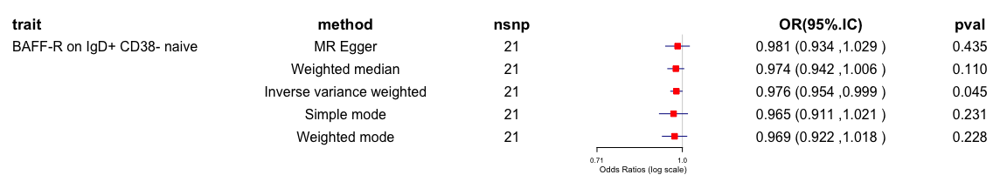 trait method nsnp OR(95%.IC) pval
BAFF-R on IgD+ CD38- naive MR Egger 21 0.981 (0.934 ,1.029 ) 0.435
Weighted median 21 0.974 (0.942 ,1.006 ) 0.110
Inverse variance weighted 21 0.976 (0.954 ,0.999 ) 0.045
Simple mode 21 0.965 (0.911 ,1.021 ) 0.231
Weighted mode 21 0.969 (0.922 ,1.018 ) 0.228
0.71 1.0
Odds Ratios (log scale)